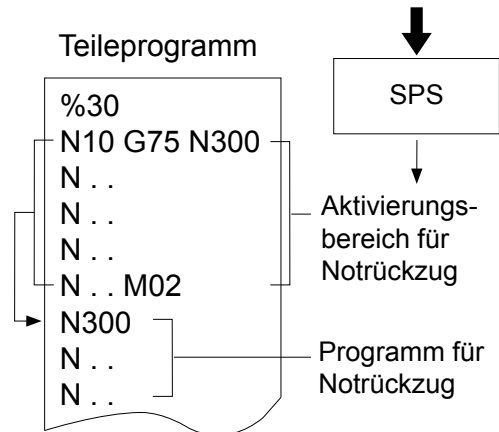 Teileprogramm
%30
N10 G75 N300
N . .
N . .
N . .
N . . M02
N300
N . .
N . .
SPS
Aktivierungs-
bereich für
Notrückzug
Programm für
Notrückzug